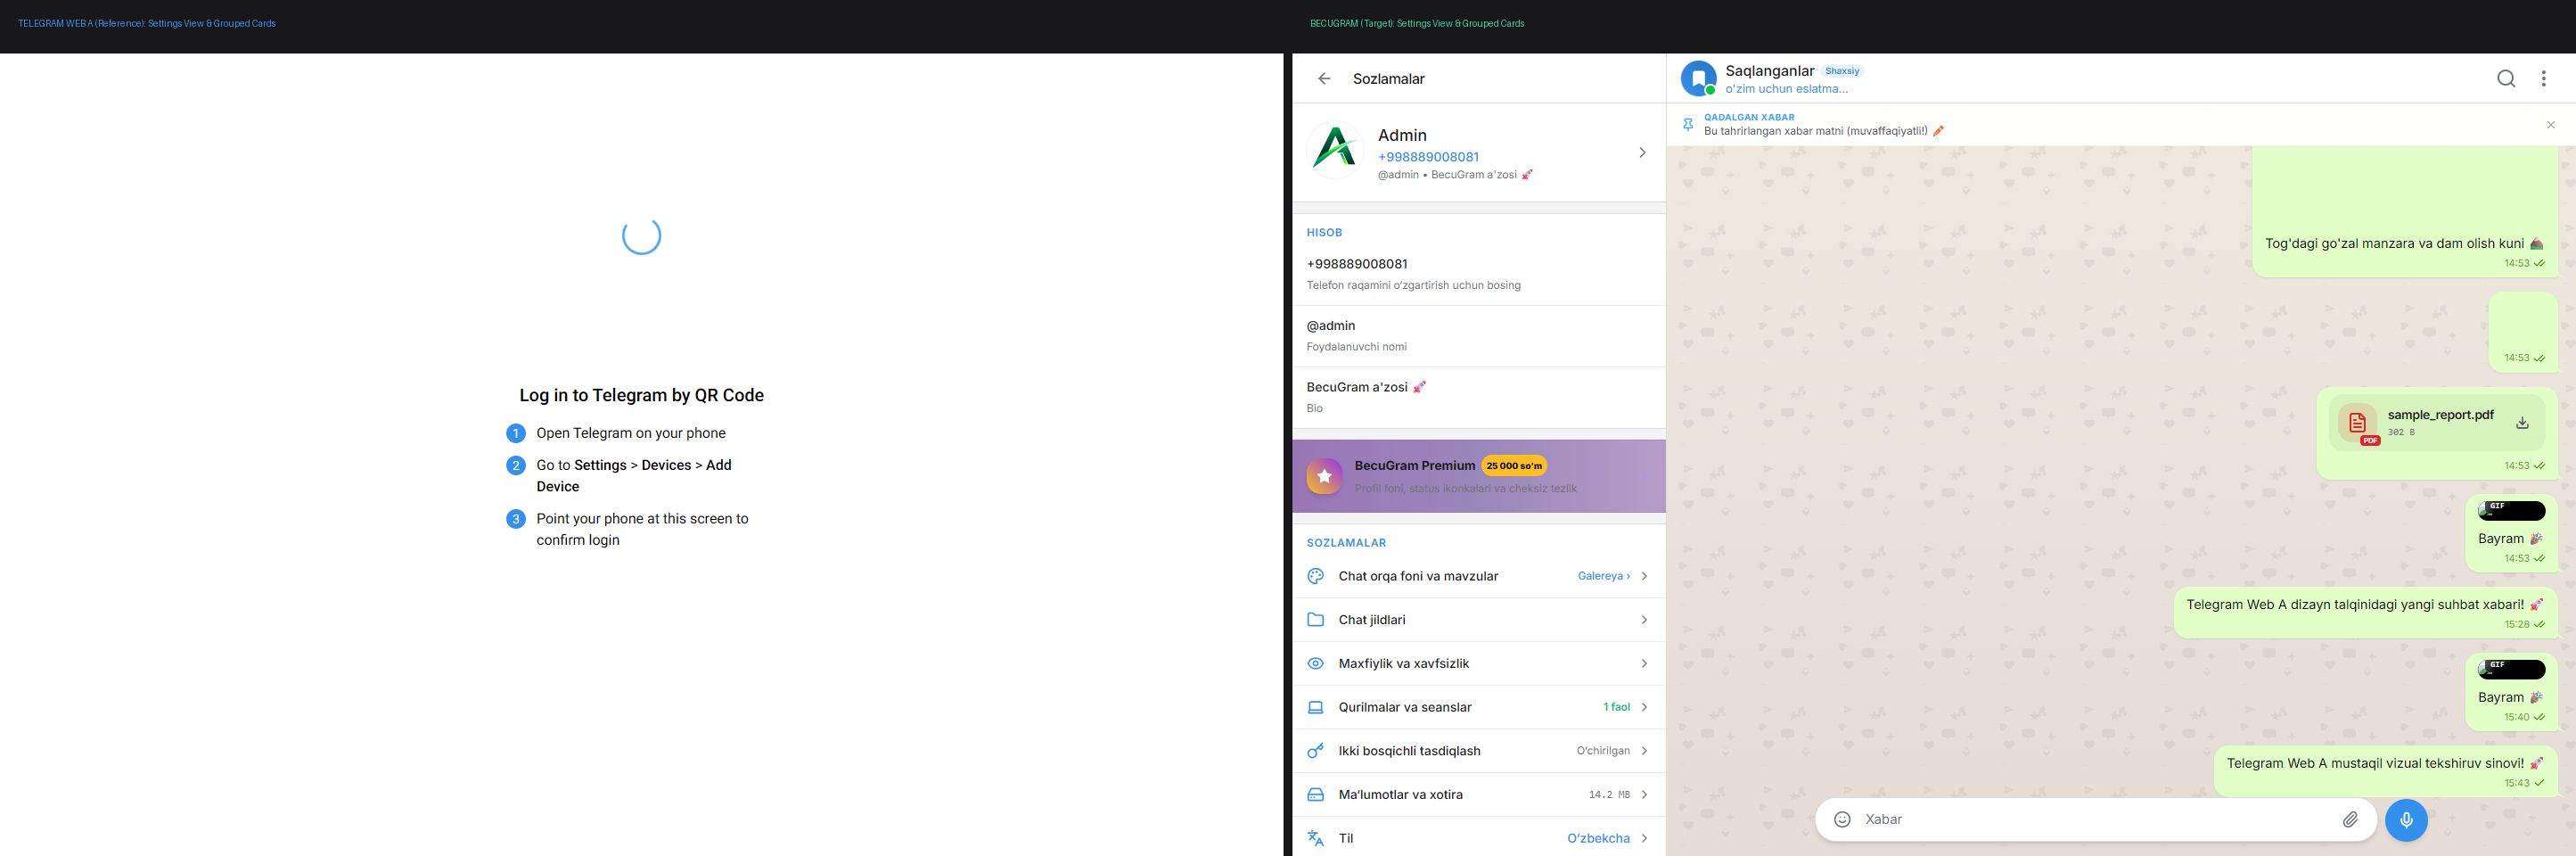 TELEGRAM WEB A (Reference): Settings View & Grouped Cards
BECUGRAM (Target): Settings View & Grouped Cards
Log in to Telegram by QR Code
1 Open Telegram on your phone
2 Go to Settings > Devices > Add
Device
3 Point your phone at this screen to
confirm login
Sozlamalar
Admin
+998889008081
@admin • BecuGram a'zosi 🚀
HISOB
+998889008081
Telefon raqamini o'zgartirish uchun bosing
@admin
Foydalanuvchi nomi
BecuGram a'zosi 🚀
Bio
BecuGram Premium 25 000 so'm
Profil foni, status ikonkalari va cheksiz tezlik
SOZLAMALAR
Chat orqa foni va mavzular Galereya ›
Chat jildlari
Maxfiylik va xavfsizlik
Qurilmalar va seanslar 1 faol
Ikki bosqichli tasdiqlash O'chirilgan
Ma'lumotlar va xotira 14.2 MB
Til O'zbekcha
Saqlanganlar Shaxsiy
o'zim uchun eslatma...
QADALGAN XABAR
Bu tahrirlangan xabar matni (muvaffaqiyatli!) ✏️
Tog'dagi go'zal manzara va dam olish kuni ⛰️
14:53
14:53
sample_report.pdf
302 B
PDF
14:53
GIF
Bayram 🎉
14:53
Telegram Web A dizayn talqinidagi yangi suhbat xabari! 🚀
15:28
GIF
Bayram 🎉
15:40
Telegram Web A mustaqil vizual tekshiruv sinovi! 🚀
15:43
Xabar